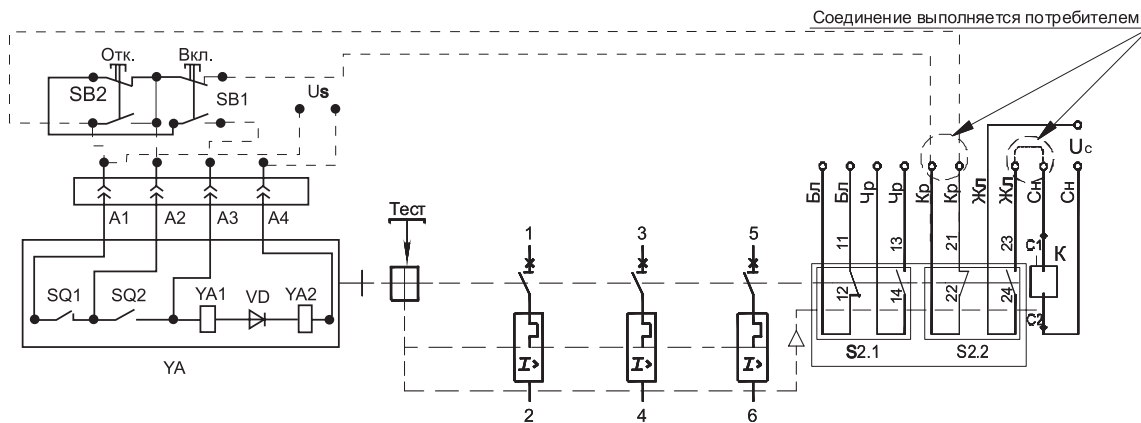 Соединение выполняется потребителем
Отк.
Вкл.
SB2
SB1
Us
Uc
Бл
Бл
Чр
Чр
Кр
Кр
Жл
Жл
Сн
Сн
A1
A2
A3
A4
Тест
1
3
5
11
13
21
23
C1
K
SQ1
SQ2
YA1
VD
YA2
12
14
22
24
C2
YA
I>
I>
I>
S2.1
S2.2
2
4
6